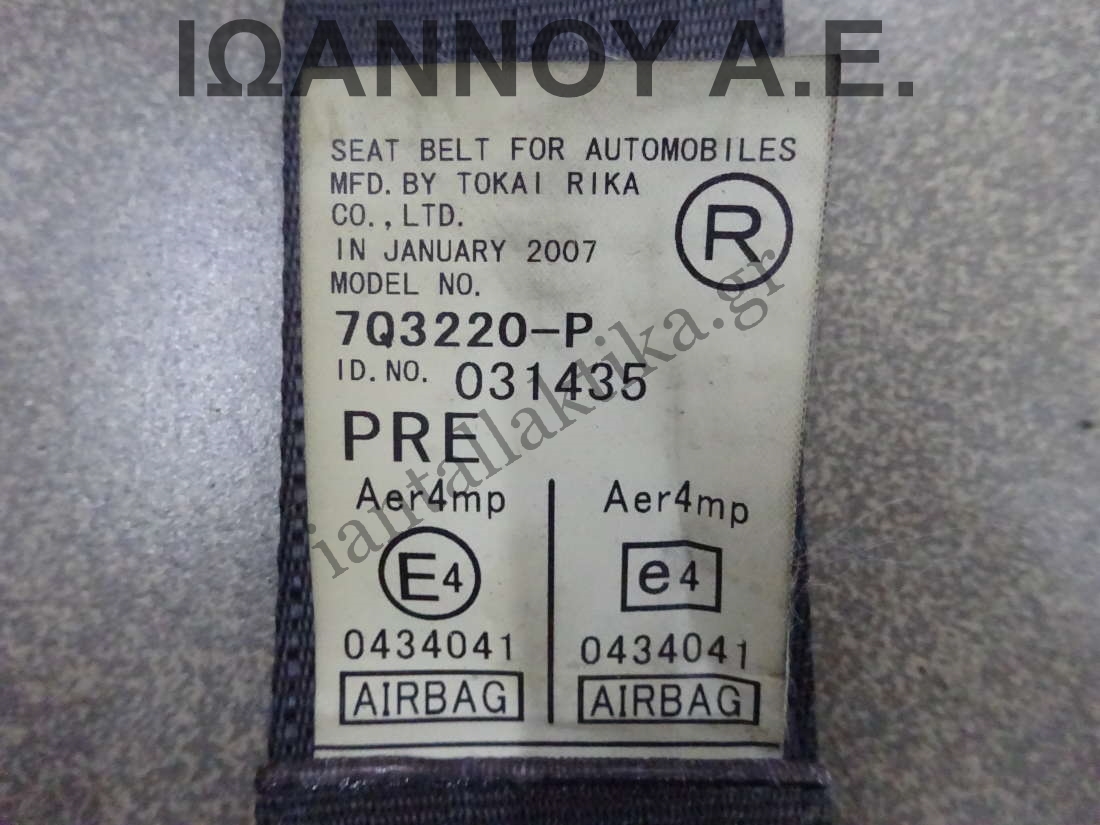 ΙΩΑΝΝΟΥ Α.Ε.
SEAT BELT FOR AUTOMOBILES
MFD. BY TOKAI RIKA
CO., LTD.
IN JANUARY 2007
R
MODEL NO.
7Q3220-P
ID. NO. 031435
PRE
Aer4mp Aer4mp
E4 e4
0434041 0434041
AIRBAG AIRBAG
iantallaktika.gr